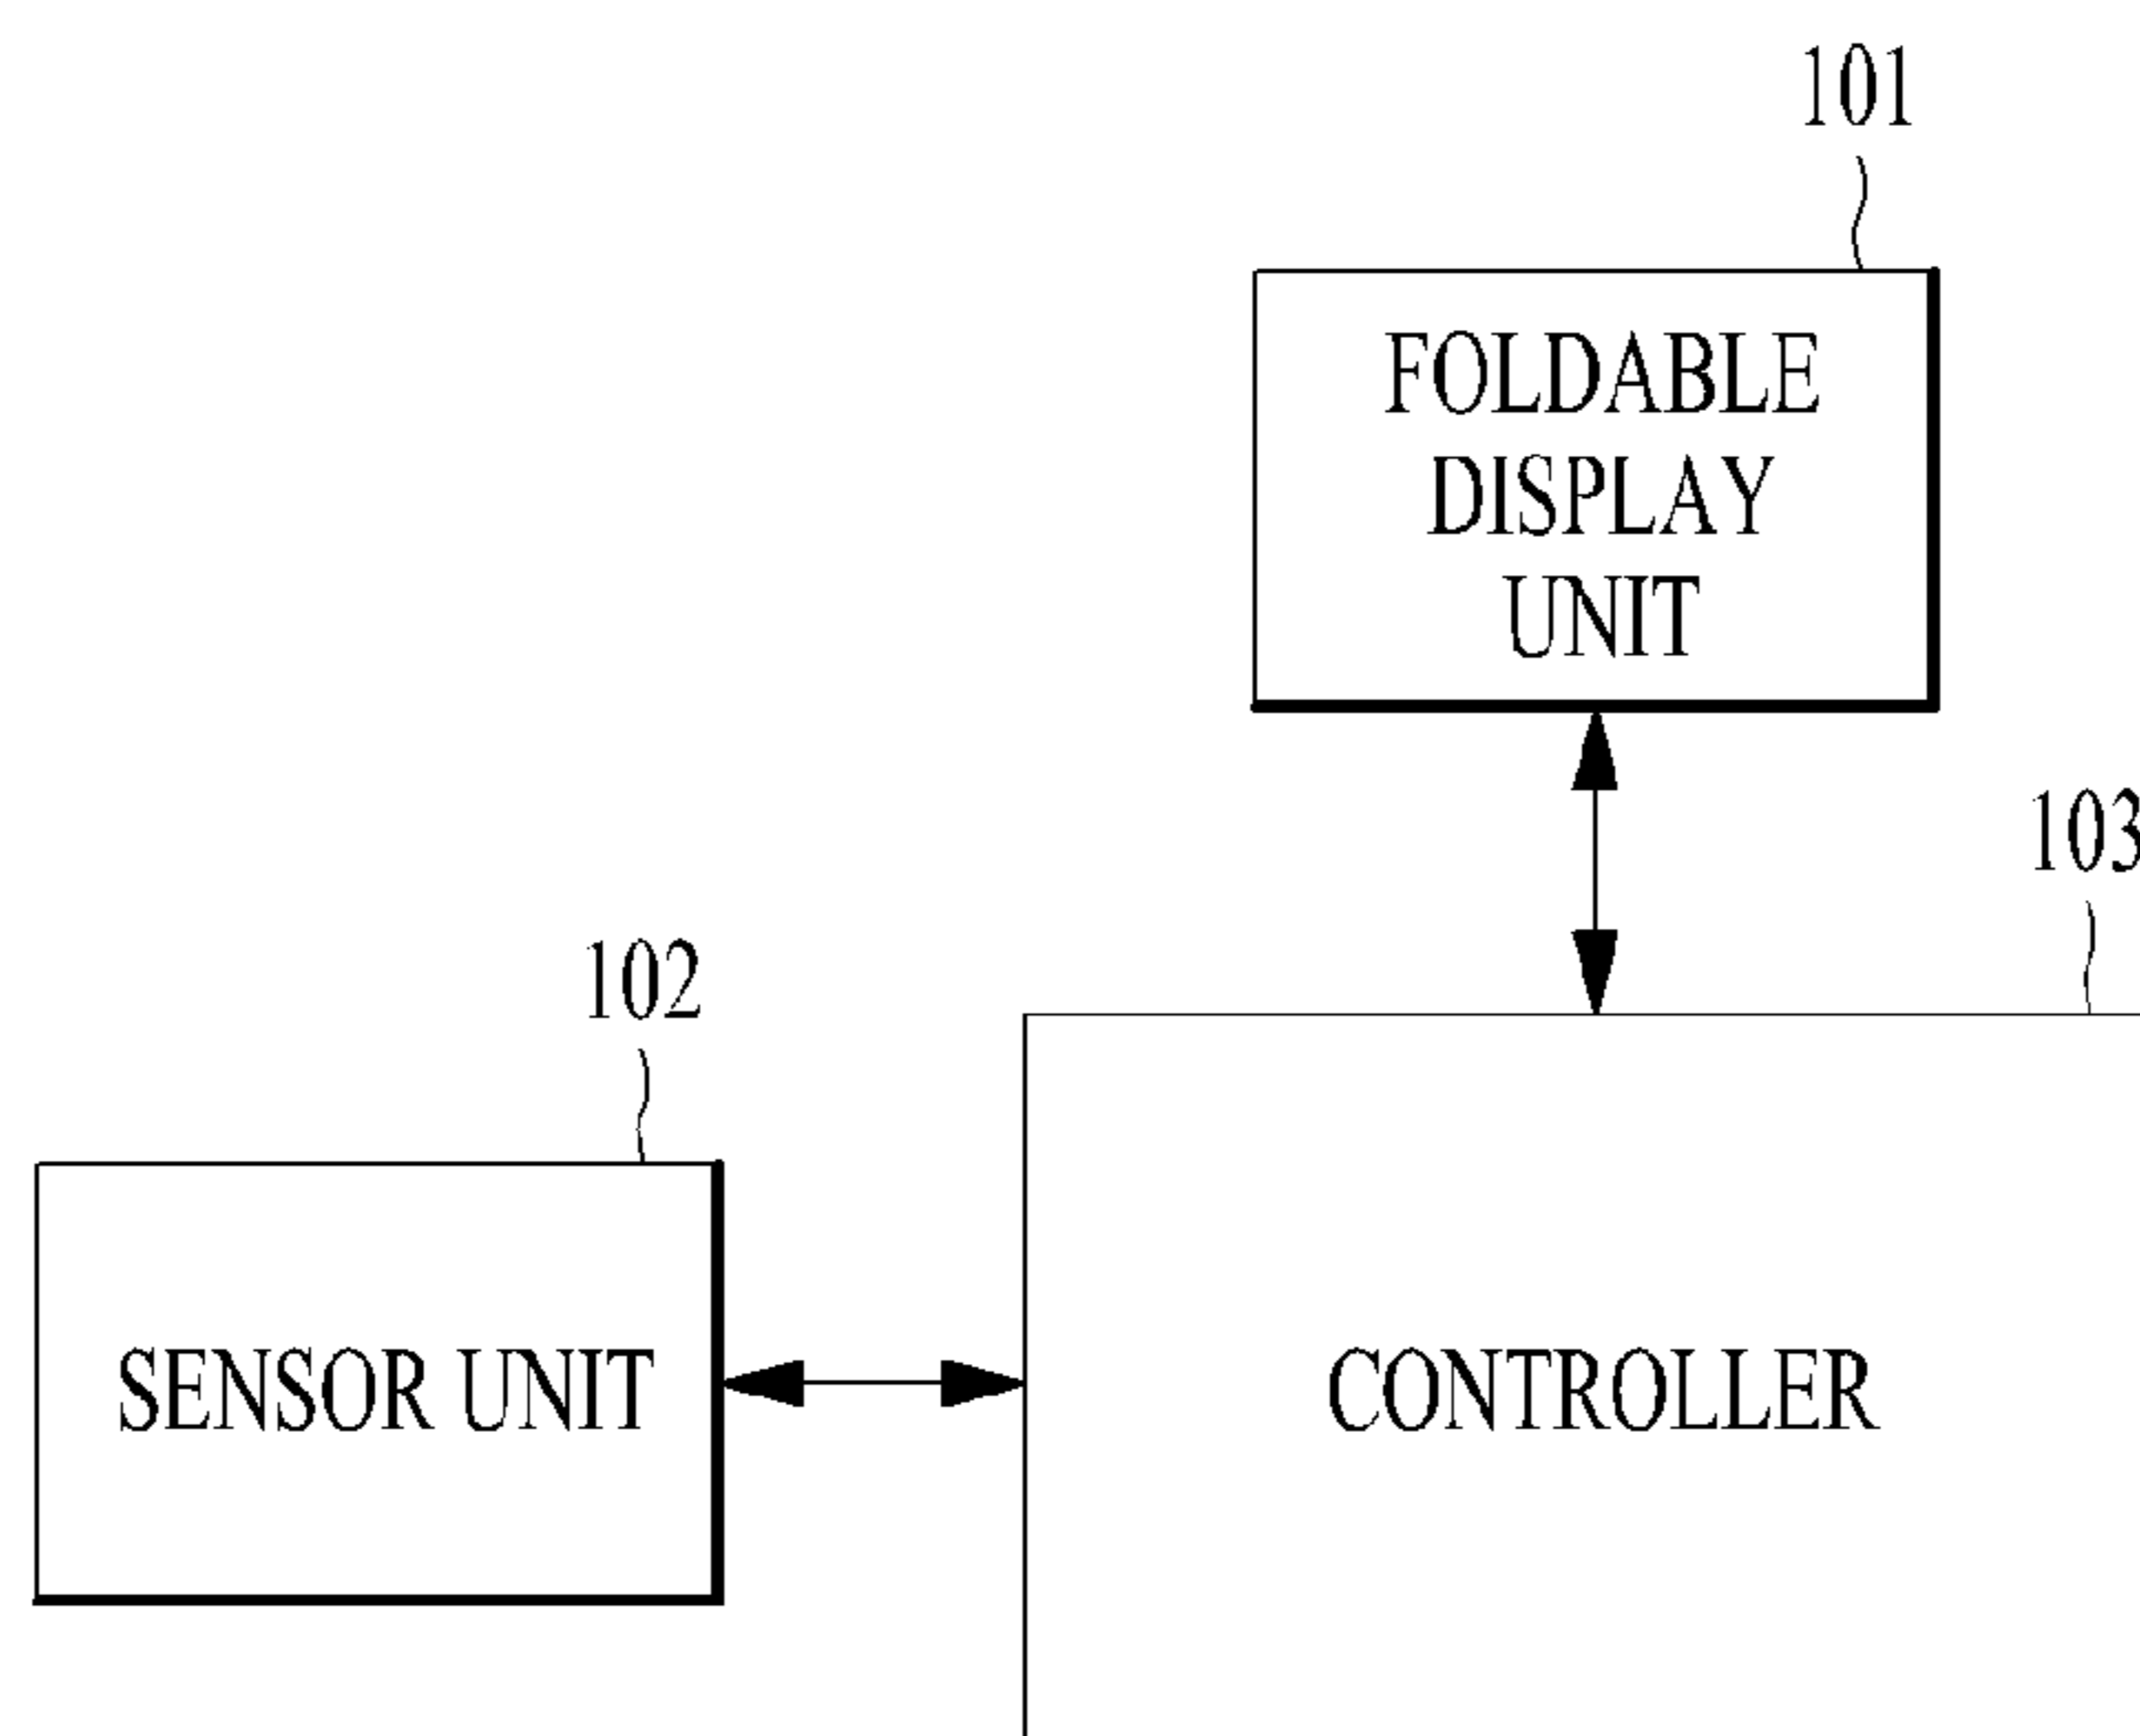 101
FOLDABLE
DISPLAY
UNIT
103
102
SENSOR UNIT
CONTROLLER